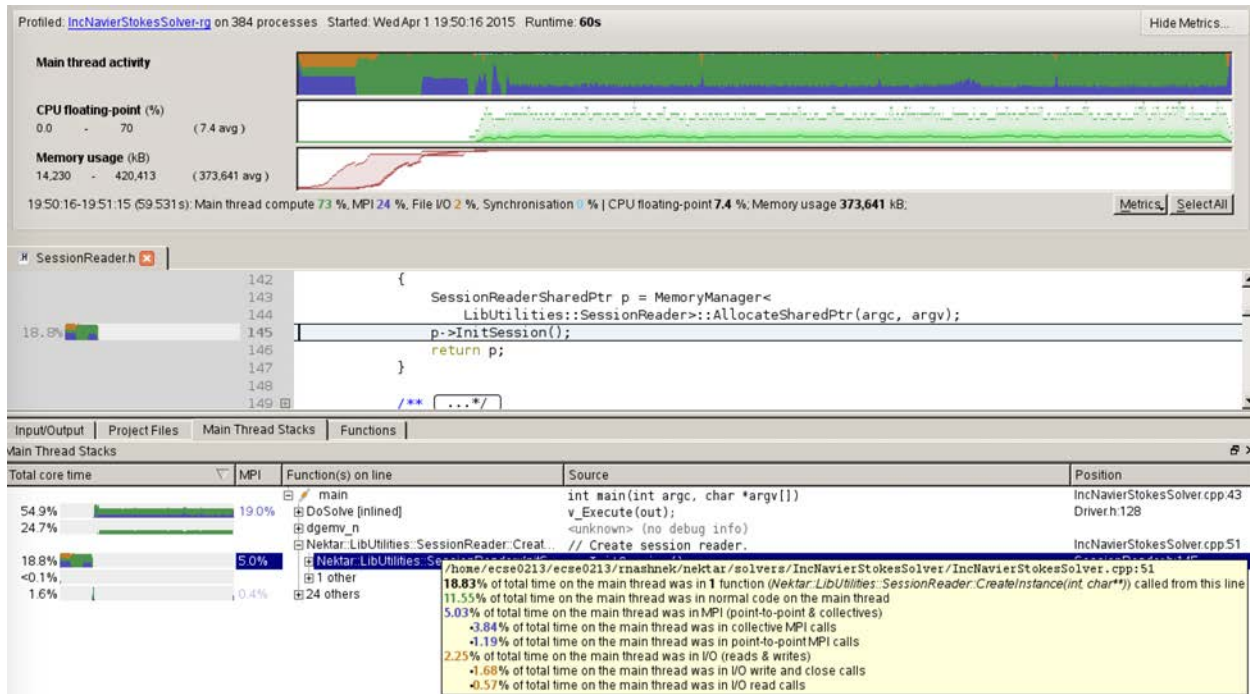 Profiled: IncNavierStokesSolver-rg on 384 processes Started: Wed Apr 1 19:50:16 2015 Runtime: 60s
Hide Metrics...
Main thread activity
CPU floating-point (%)
0.0 - 70 (7.4 avg)
Memory usage (kB)
14,230 - 420,413 (373,641 avg)
19:50:16-19:51:15 (59.531s): Main thread compute 73 %, MPI 24 %, File I/O 2 %, Synchronisation 0 % | CPU floating-point 7.4 %; Memory usage 373,641 kB;
Metrics SelectAll
H SessionReader.h
142 {
143 SessionReaderSharedPtr p = MemoryManager<
144 LibUtilities::SessionReader>::AllocateSharedPtr(argc, argv);
18.8% 145 p->InitSession();
146 return p;
147 }
148
149 /** ...*/
Input/Output Project Files Main Thread Stacks Functions
Main Thread Stacks
Total core time MPI Function(s) on line Source Position
main int main(int argc, char *argv[]) IncNavierStokesSolver.cpp:43
54.9% 19.0% DoSolve [inlined] v_Execute(out); Driver.h:128
24.7% dgemv_n <unknown> (no debug info)
Nektar::LibUtilities::SessionReader::Creat... // Create session reader. IncNavierStokesSolver.cpp:51
18.8% 5.0% Nektar::LibUtilities::
<0.1% 1 other
1.6% 0.4% 24 others
/home/ecse0213/ecse0213/rnashnek/nektar/solvers/IncNavierStokesSolver/IncNavierStokesSolver.cpp:51
18.83% of total time on the main thread was in 1 function (Nektar::LibUtilities::SessionReader::CreateInstance(int, char**)) called from this line
11.55% of total time on the main thread was in normal code on the main thread
5.03% of total time on the main thread was in MPI (point-to-point & collectives)
•3.84% of total time on the main thread was in collective MPI calls
•1.19% of total time on the main thread was in point-to-point MPI calls
2.25% of total time on the main thread was in I/O (reads & writes)
•1.68% of total time on the main thread was in I/O write and close calls
•0.57% of total time on the main thread was in I/O read calls